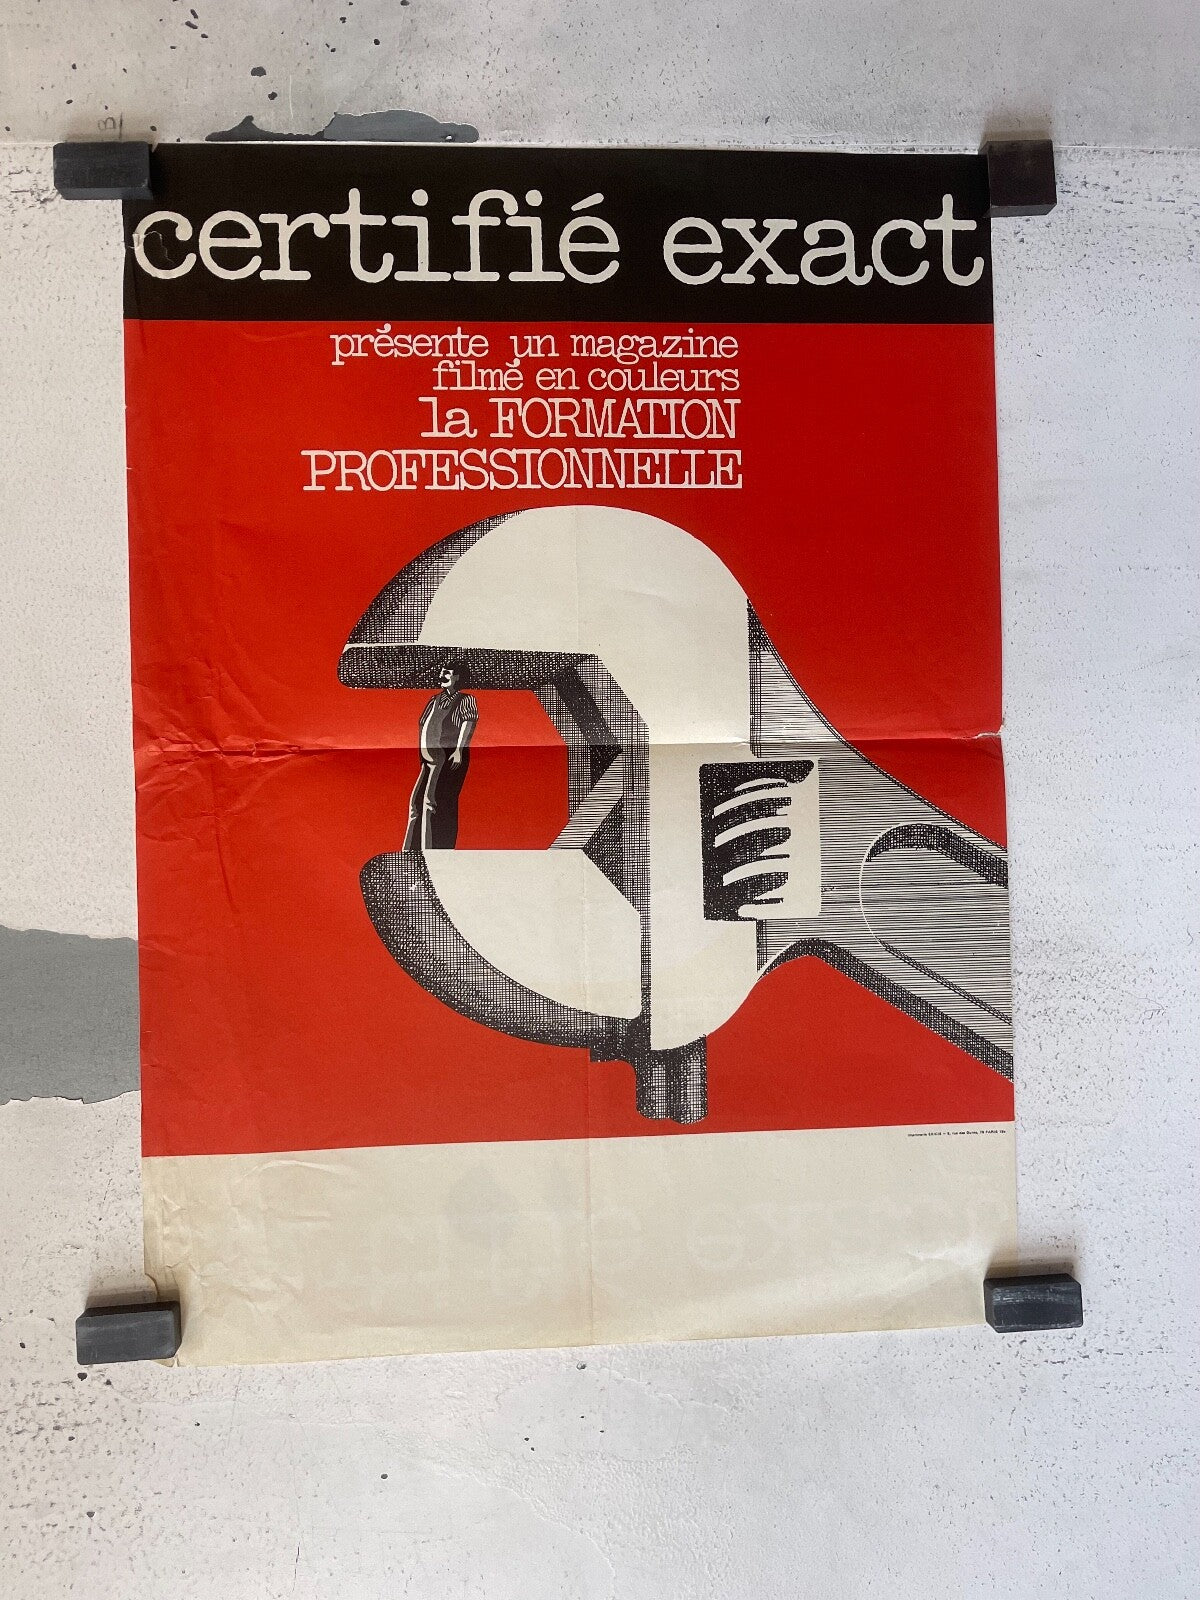 certifié exact
présente un magazine
filmé en couleurs
la FORMATION
PROFESSIONNELLE